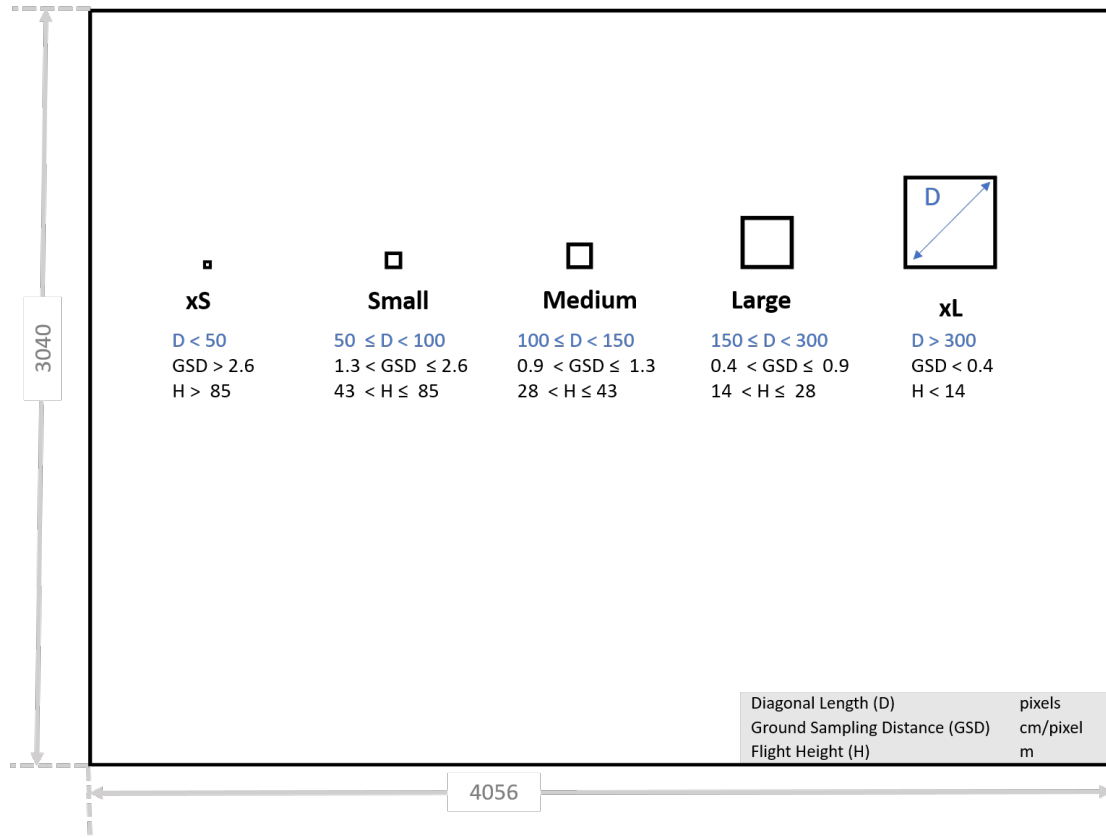 D
xS
Small
Medium
Large
xL
D < 50
50 ≤ D < 100
100 ≤ D < 150
150 ≤ D < 300
D > 300
GSD > 2.6
1.3 < GSD ≤ 2.6
0.9 < GSD ≤ 1.3
0.4 < GSD ≤ 0.9
GSD < 0.4
H > 85
43 < H ≤ 85
28 < H ≤ 43
14 < H ≤ 28
H < 14
3040
Diagonal Length (D) pixels
Ground Sampling Distance (GSD) cm/pixel
Flight Height (H) m
4056